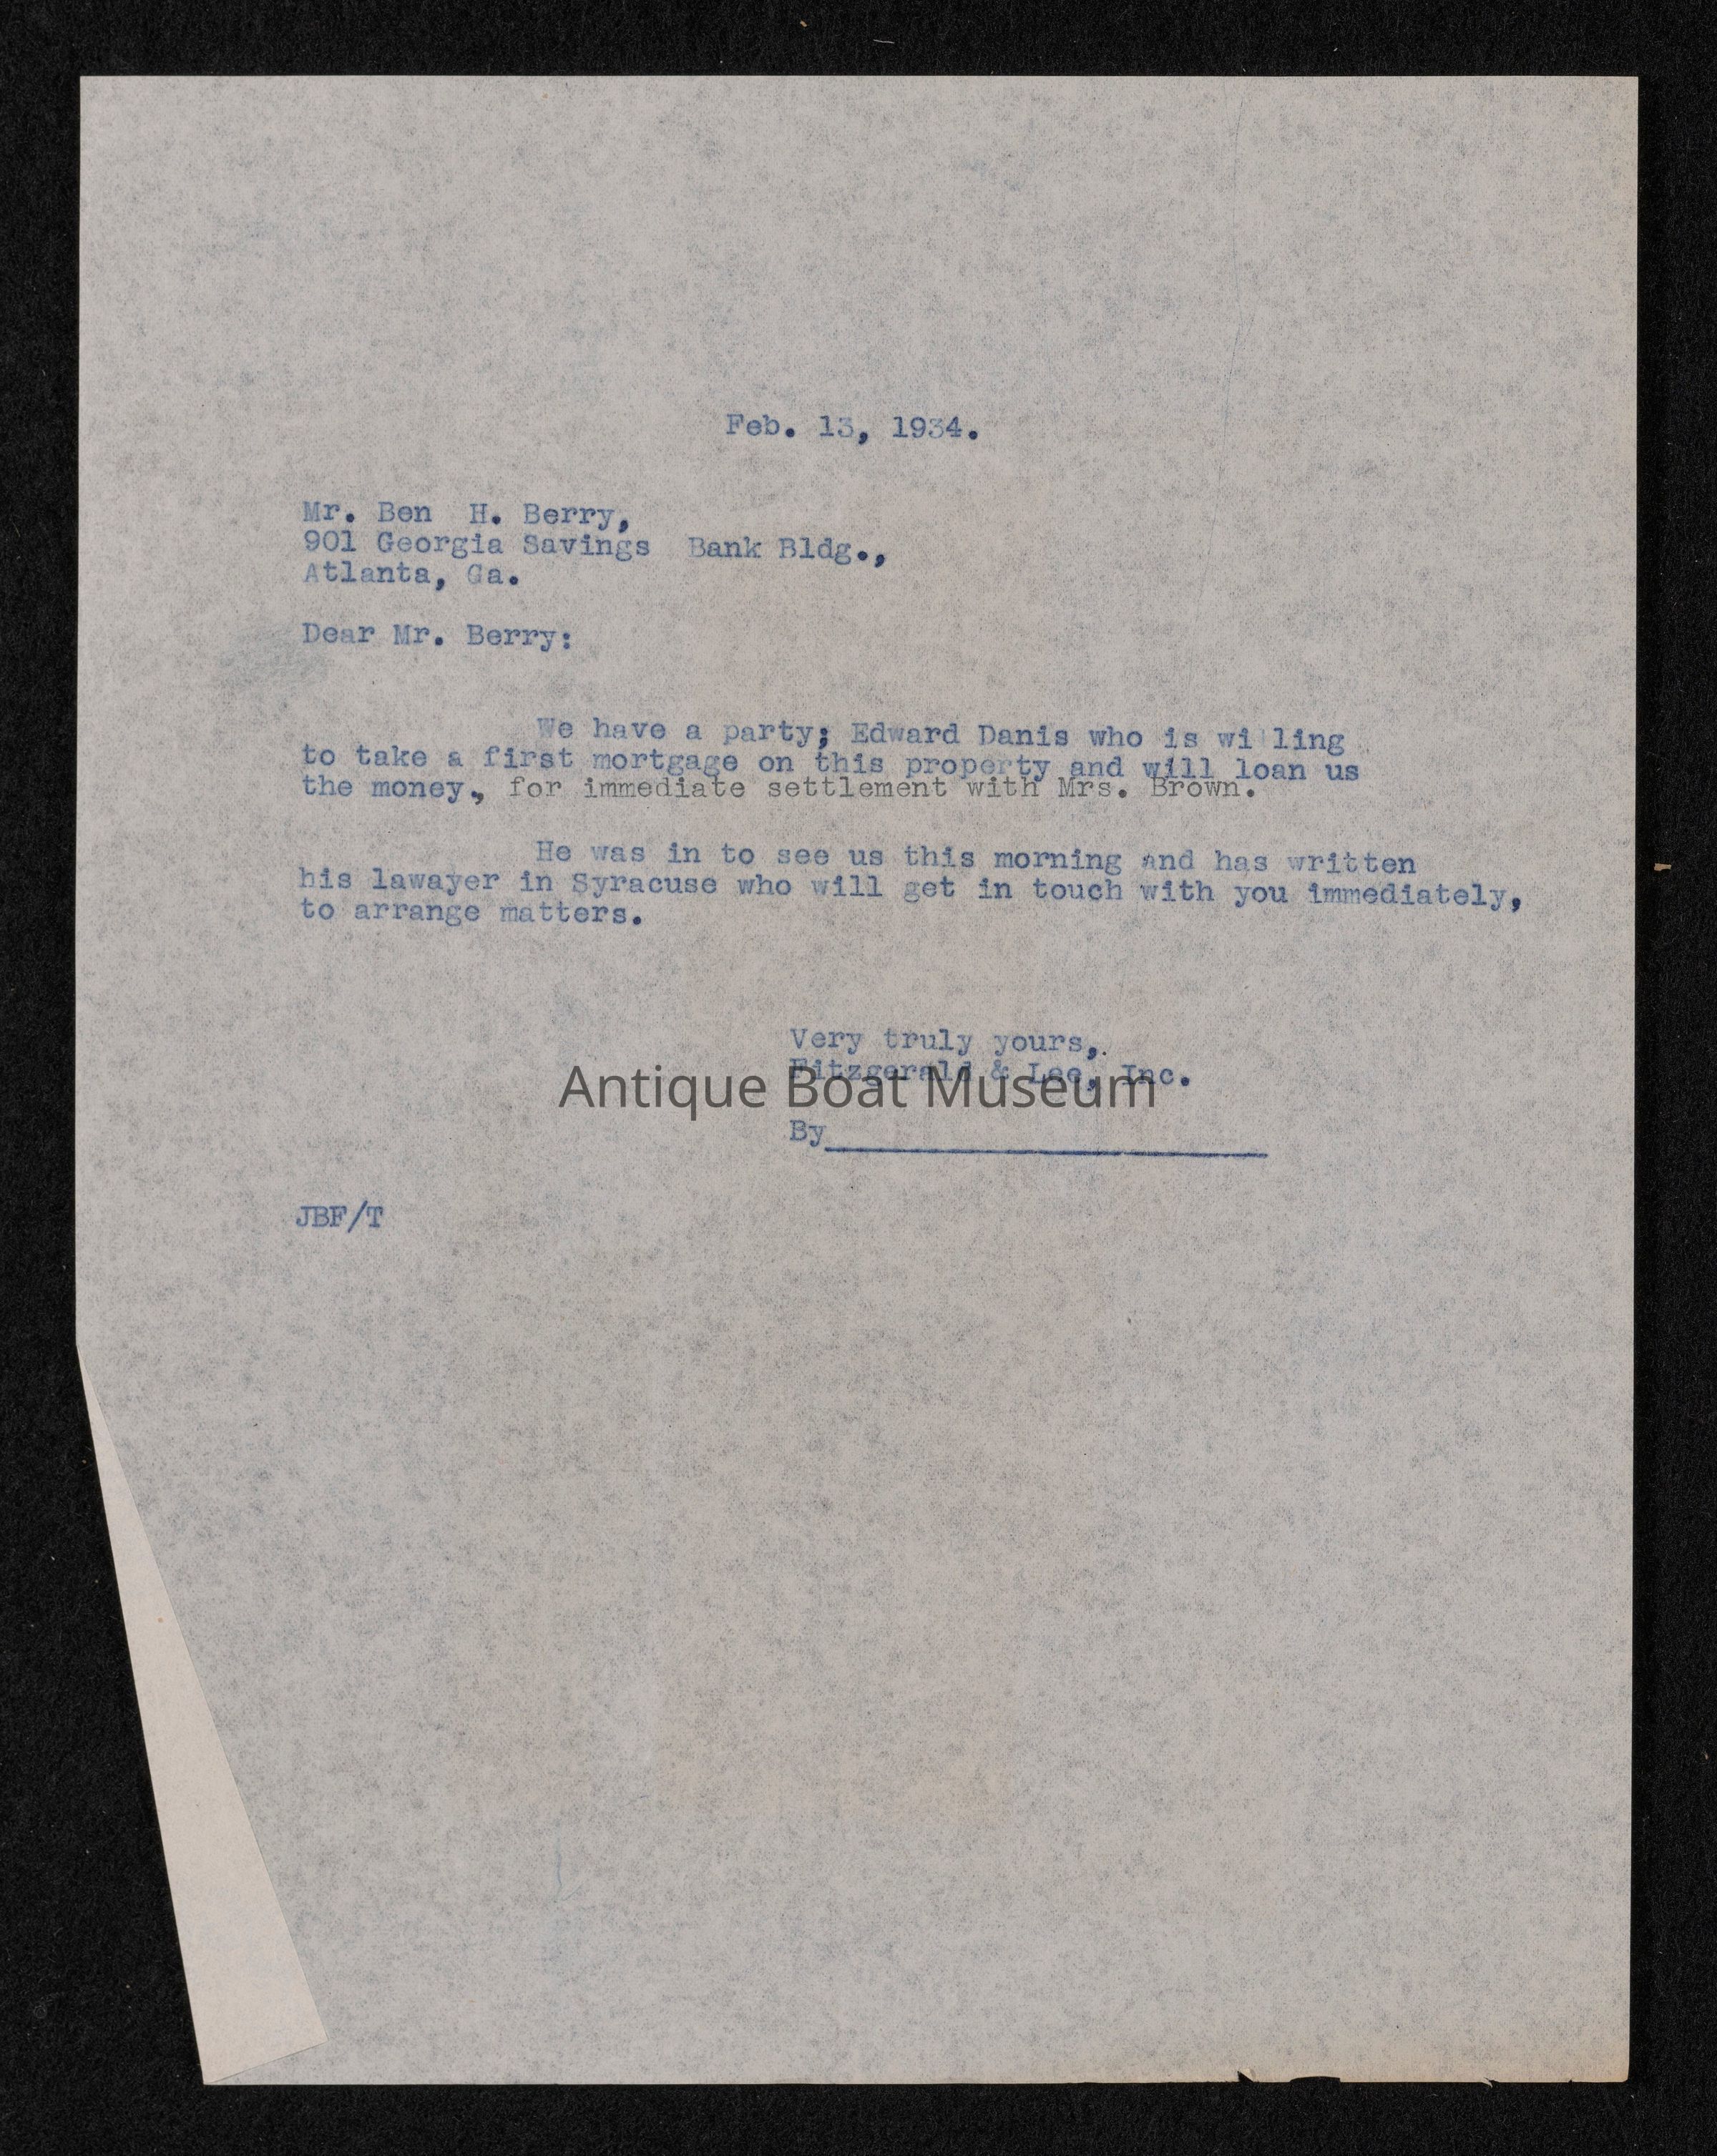 Feb. 13, 1934.
Mr. Ben H. Berry,
901 Georgia Savings Bank Bldg.,
Atlanta, Ga.
Dear Mr. Berry:
We have a party; Edward Danis who is wi ling
to take a first mortgage on this property and will loan us
the money., for immediate settlement with Mrs. Brown.
He was in to see us this morning and has written
his lawayer in Syracuse who will get in touch with you immediately,
to arrange matters.
Very truly yours,.
Fitzgerald & Lee, Inc.
Antique Boat Museum
By
JBF/T